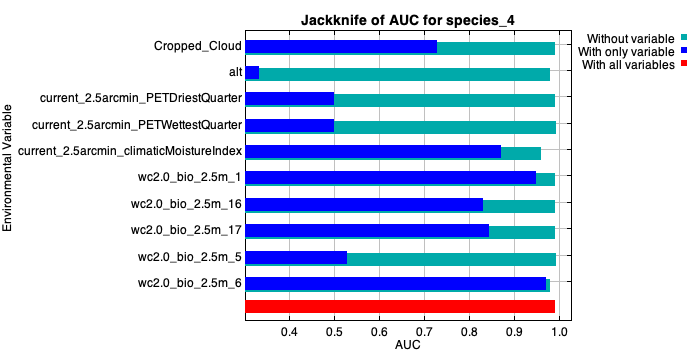 Jackknife of AUC for species_4
Without variable
With only variable
With all variables
Environmental Variable
Cropped_Cloud
alt
current_2.5arcmin_PETDriestQuarter
current_2.5arcmin_PETWettestQuarter
current_2.5arcmin_climaticMoistureIndex
wc2.0_bio_2.5m_1
wc2.0_bio_2.5m_16
wc2.0_bio_2.5m_17
wc2.0_bio_2.5m_5
wc2.0_bio_2.5m_6
0.4 0.5 0.6 0.7 0.8 0.9 1.0
AUC